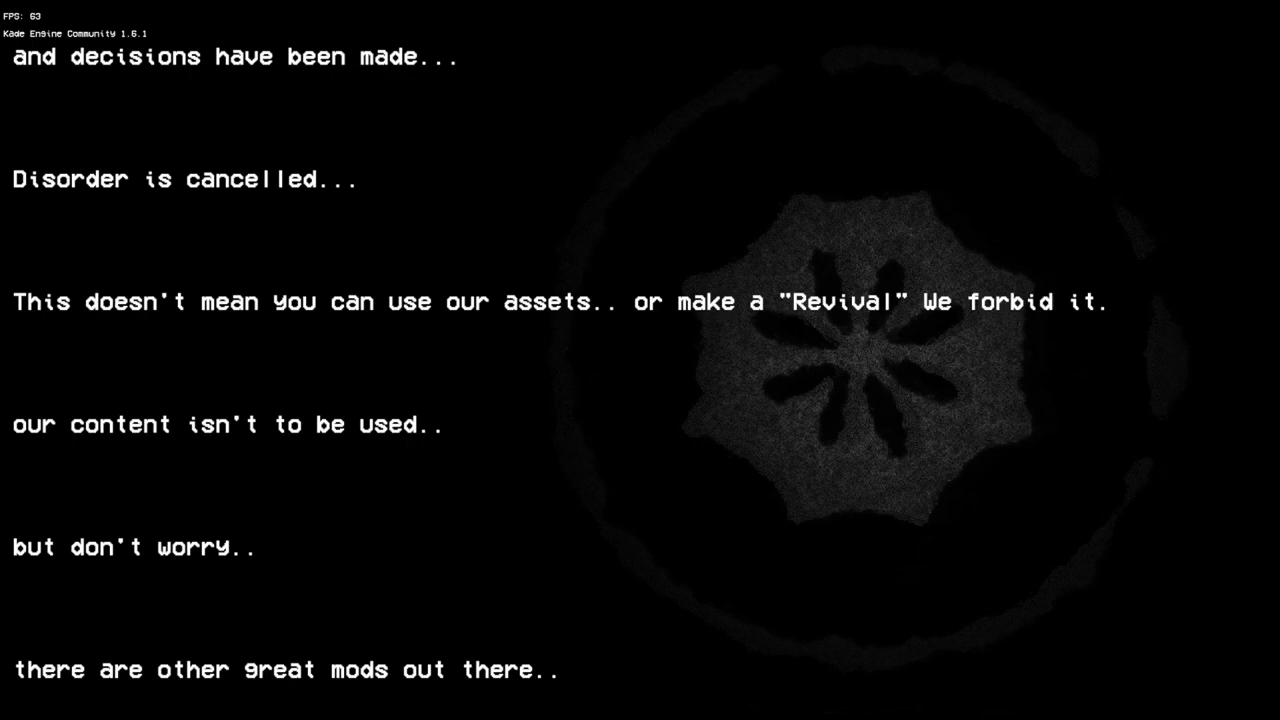 FPS: 63
Kade Engine Community 1.6.1
and decisions have been made...
Disorder is cancelled...
This doesn't mean you can use our assets.. or make a "Revival" We forbid it.
our content isn't to be used..
but don't worry..
there are other great mods out there..